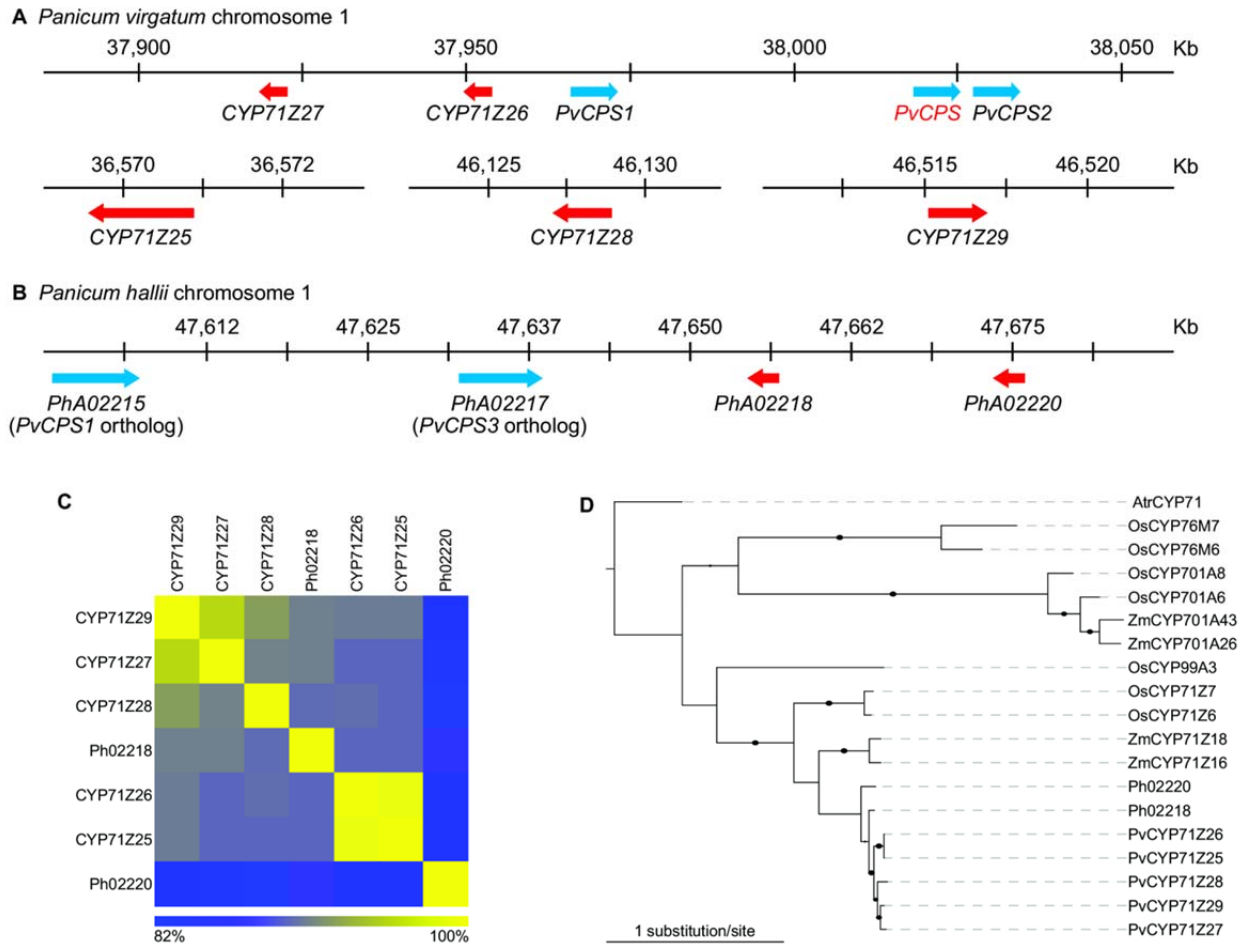 A Panicum virgatum chromosome 1
37,900 37,950 38,000 38,050 Kb
CYP71Z27 CYP71Z26 PvCPS1 PvCPS PvCPS2
36,570 36,572 46,125 46,130 46,515 46,520 Kb
CYP71Z25 CYP71Z28 CYP71Z29
B Panicum hallii chromosome 1
47,612 47,625 47,637 47,650 47,662 47,675 Kb
PhA02215 PhA02217 PhA02218 PhA02220
(PvCPS1 ortholog) (PvCPS3 ortholog)
C
CYP71Z29 CYP71Z27 CYP71Z28 Ph02218 CYP71Z26 CYP71Z25 Ph02220
CYP71Z29
CYP71Z27
CYP71Z28
Ph02218
CYP71Z26
CYP71Z25
Ph02220
82% 100%
D
AtrCYP71
OsCYP76M7
OsCYP76M6
OsCYP701A8
OsCYP701A6
ZmCYP701A43
ZmCYP701A26
OsCYP99A3
OsCYP71Z7
OsCYP71Z6
ZmCYP71Z18
ZmCYP71Z16
Ph02220
Ph02218
PvCYP71Z26
PvCYP71Z25
PvCYP71Z28
PvCYP71Z29
PvCYP71Z27
1 substitution/site